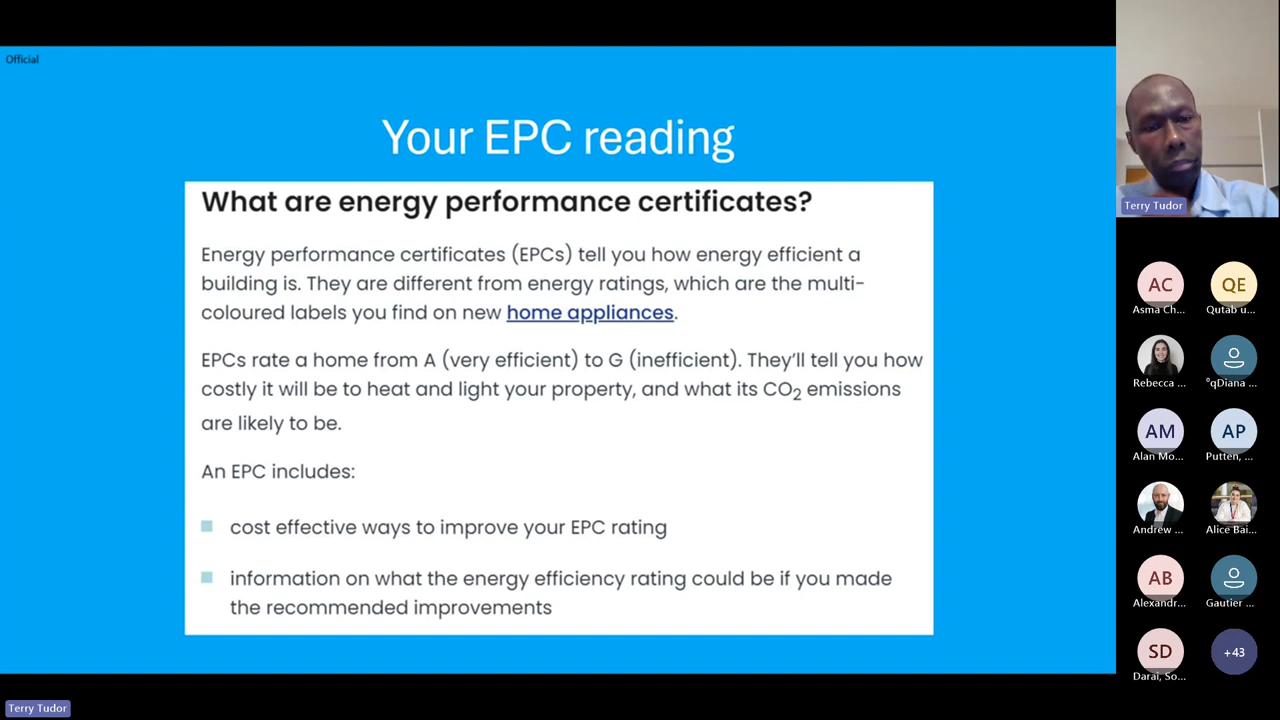 Official
Your EPC reading
What are energy performance certificates?
Energy performance certificates (EPCs) tell you how energy efficient a
building is. They are different from energy ratings, which are the multi-
coloured labels you find on new home appliances.
EPCs rate a home from A (very efficient) to G (inefficient). They'll tell you how
costly it will be to heat and light your property, and what its CO₂ emissions
are likely to be.
An EPC includes:
cost effective ways to improve your EPC rating
information on what the energy efficiency rating could be if you made
the recommended improvements
Terry Tudor
Terry Tudor
AC
QE
Asma Ch...
Qutab u...
Rebecca ...
°qDiana ...
AM
AP
Alan Mo...
Putten, ...
Andrew ...
Alice Bai...
AB
Alexandr...
Gautier ...
SD
+43
Darai, So...